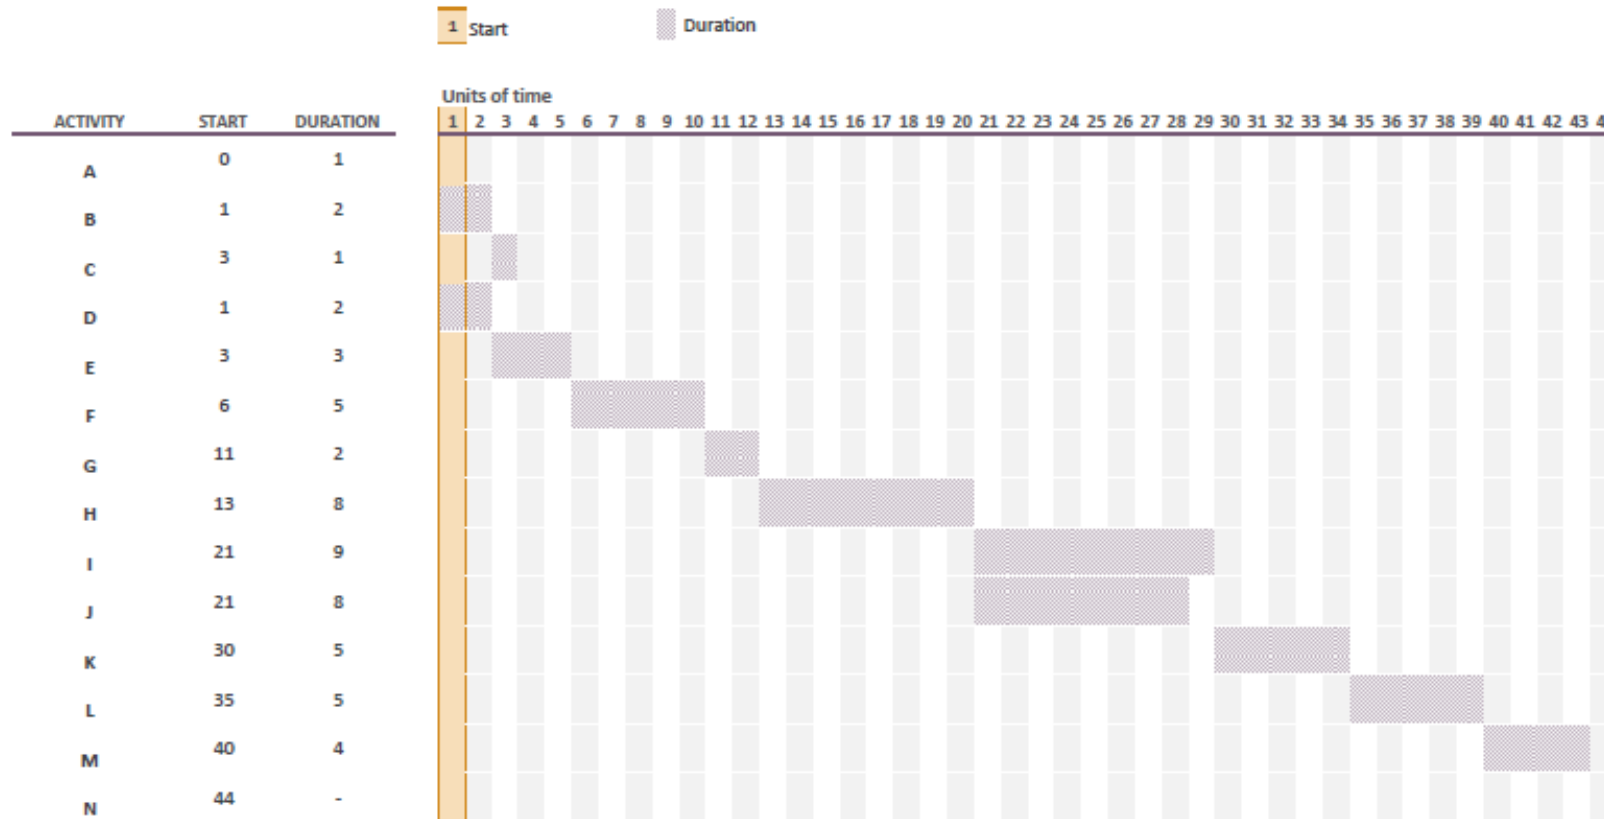 1 Start Duration
Units of time
ACTIVITY START DURATION 1 2 3 4 5 6 7 8 9 10 11 12 13 14 15 16 17 18 19 20 21 22 23 24 25 26 27 28 29 30 31 32 33 34 35 36 37 38 39 40 41 42 43
A 0 1
B 1 2
C 3 1
D 1 2
E 3 3
F 6 5
G 11 2
H 13 8
I 21 9
J 21 8
K 30 5
L 35 5
M 40 4
N 44 -